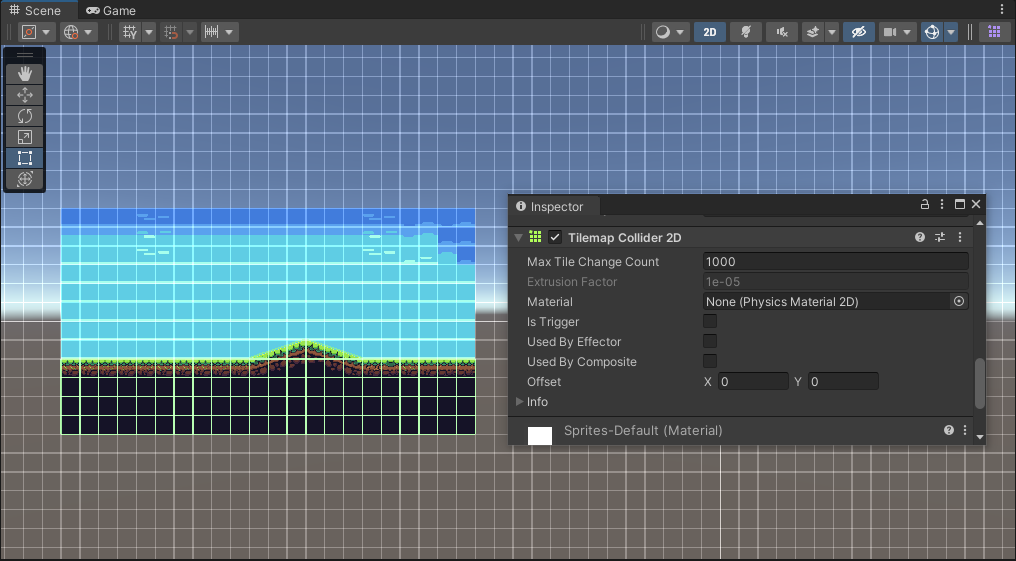 Scene Game
2D
Inspector
Tilemap Collider 2D
Max Tile Change Count 1000
Extrusion Factor 1e-05
Material None (Physics Material 2D)
Is Trigger
Used By Effector
Used By Composite
Offset X 0 Y 0
Info
Sprites-Default (Material)